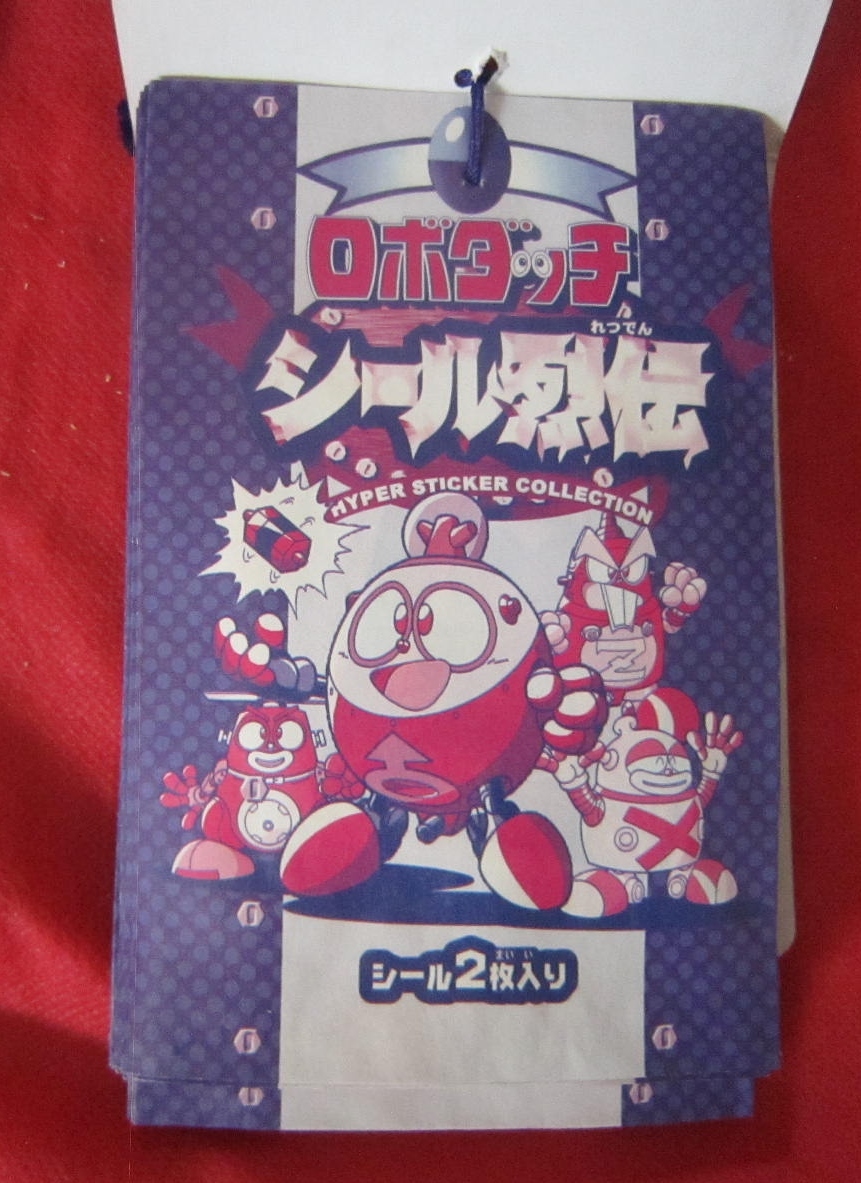 ロボダッチ
れつでん
シール烈伝
HYPER STICKER COLLECTION
Z
まい い
シール2枚入り